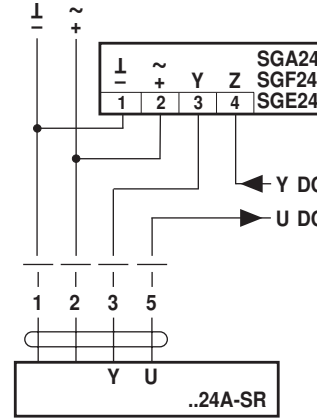 ⊥ ~
− +
SGA24
⊥ ~ Y Z SGF24
− +
1 2 3 4 SGE24
Y DC
U DC
1 2 3 5
Y U
..24A-SR